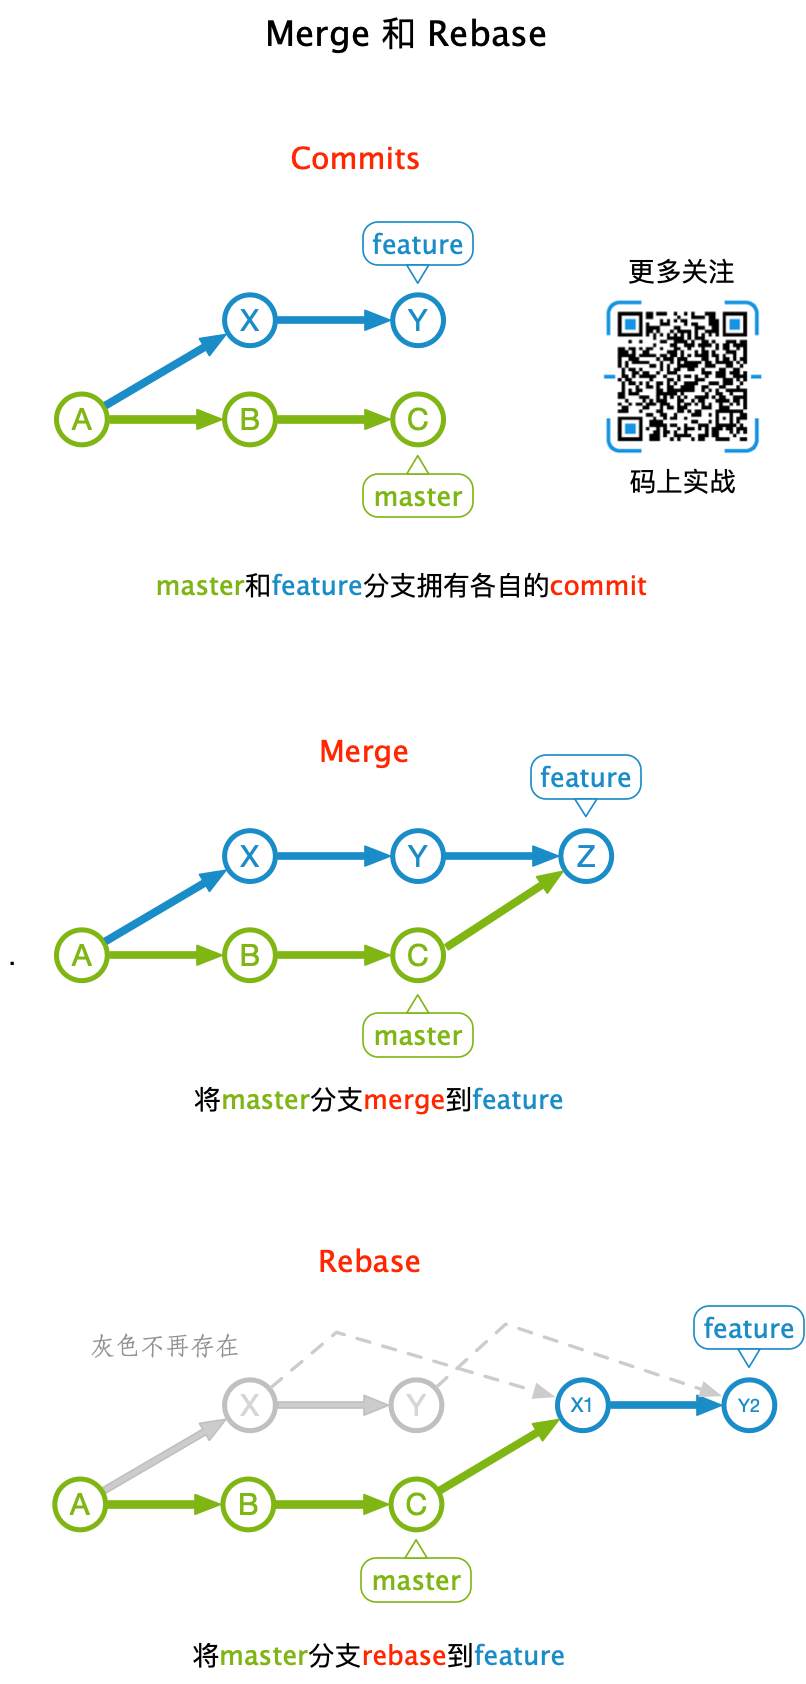 Merge 和 Rebase
Commits
feature
更多关注
X Y
A B C
码上实战
master
master和feature分支拥有各自的commit
Merge
feature
X Y Z
A B C
.
master
将master分支merge到feature
Rebase
feature
灰色不再存在
X Y X1 Y2
A B C
master
将master分支rebase到feature